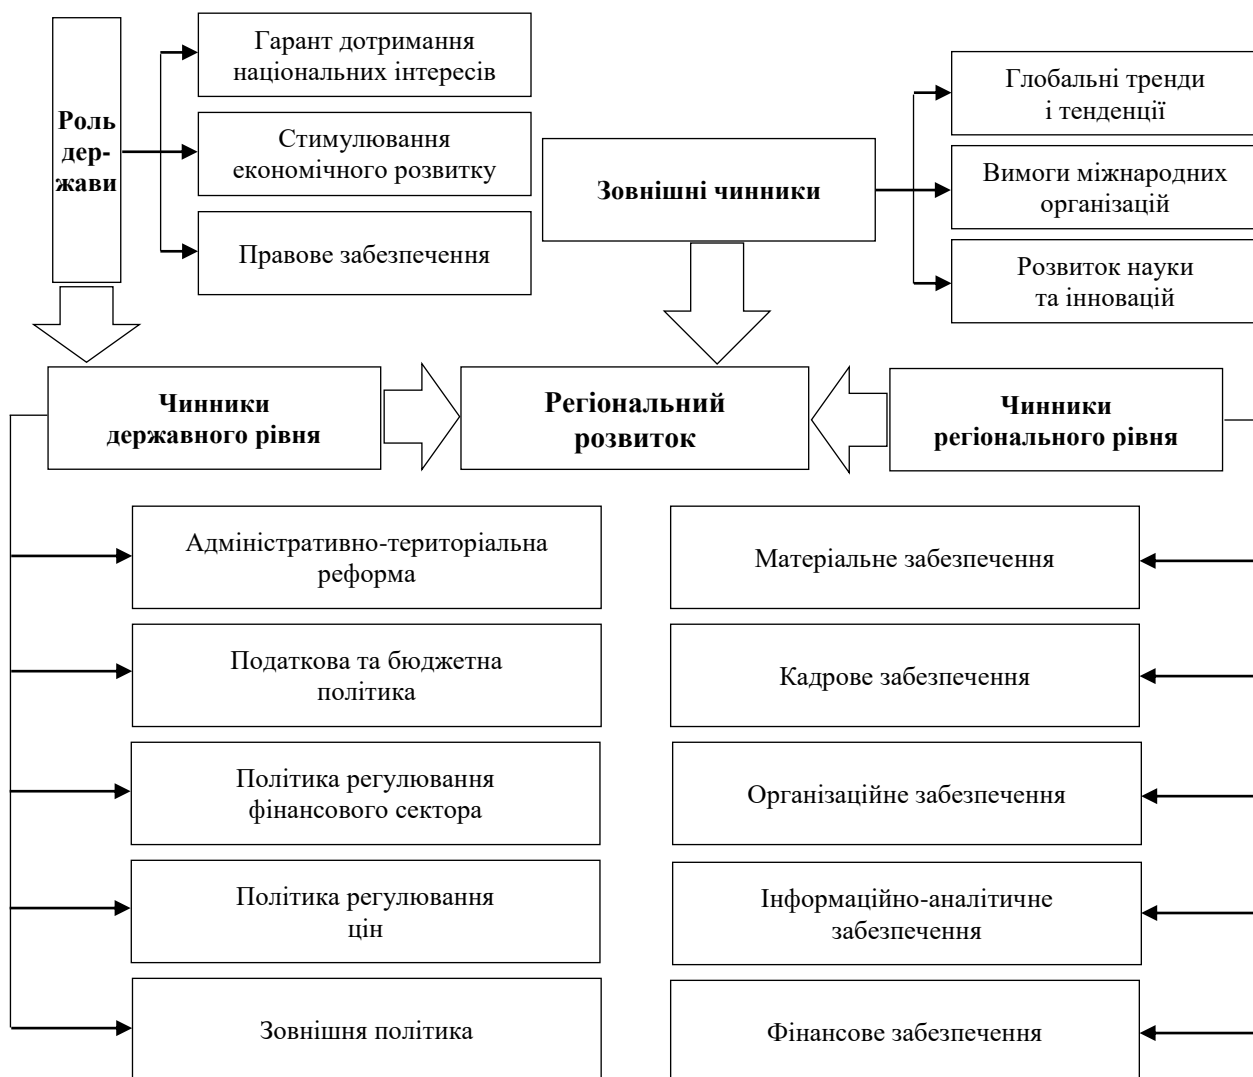 Роль
дер-
жави
Гарант дотримання
національних інтересів
Стимулювання
економічного розвитку
Правове забезпечення
Зовнішні чинники
Глобальні тренди
і тенденції
Вимоги міжнародних
організацій
Розвиток науки
та інновацій
Чинники
державного рівня
Регіональний
розвиток
Чинники
регіонального рівня
Адміністративно-територіальна
реформа
Податкова та бюджетна
політика
Політика регулювання
фінансового сектора
Політика регулювання
цін
Зовнішня політика
Матеріальне забезпечення
Кадрове забезпечення
Організаційне забезпечення
Інформаційно-аналітичне
забезпечення
Фінансове забезпечення